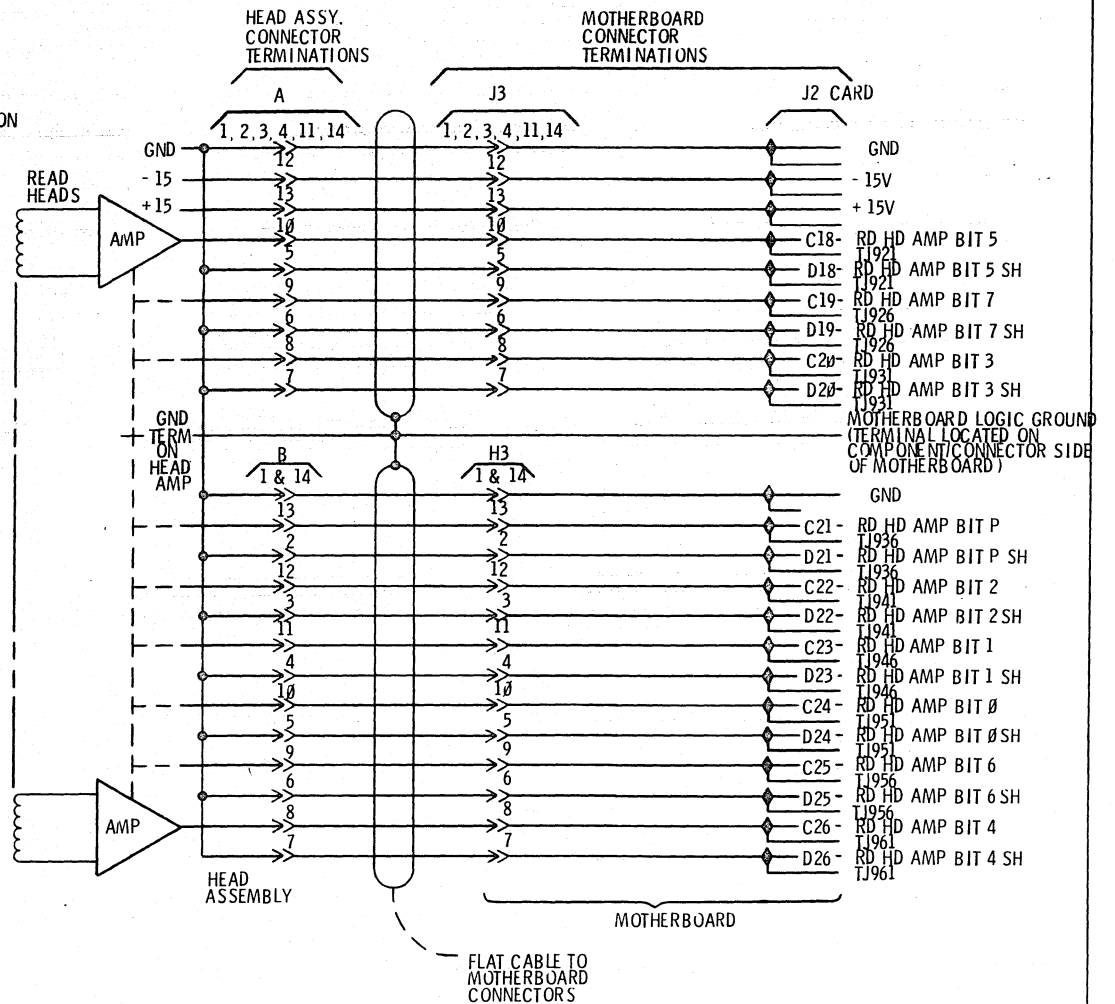 HEAD ASSY.
CONNECTOR
TERMINATIONS
MOTHERBOARD
CONNECTOR
TERMINATIONS
A
J3
J2 CARD
ON
1, 2, 3, 4, 11, 14
1, 2, 3, 4, 11, 14
GND
GND
12
12
READ
HEADS
- 15
- 15V
13
13
+ 15
+ 15V
AMP
10
10
C18- RD HD AMP BIT 5
TJ921
5
5
D18- RD HD AMP BIT 5 SH
TJ921
9
9
C19- RD HD AMP BIT 7
TJ926
6
6
D19- RD HD AMP BIT 7 SH
TJ926
8
8
C20- RD HD AMP BIT 3
TJ931
7
7
D20- RD HD AMP BIT 3 SH
TJ931
GND
TERM
ON
HEAD
AMP
MOTHERBOARD LOGIC GROUND
(TERMINAL LOCATED ON
COMPONENT/CONNECTOR SIDE
OF MOTHERBOARD)
B
H3
1 & 14
1 & 14
GND
13
13
C21- RD HD AMP BIT P
TJ936
2
2
D21- RD HD AMP BIT P SH
TJ936
12
12
C22- RD HD AMP BIT 2
TJ941
3
3
D22- RD HD AMP BIT 2 SH
TJ941
11
11
C23- RD HD AMP BIT 1
TJ946
4
4
D23- RD HD AMP BIT 1 SH
TJ946
1Ø
1Ø
C24- RD HD AMP BIT Ø
TJ951
5
5
D24- RD HD AMP BIT Ø SH
TJ951
9
9
C25- RD HD AMP BIT 6
TJ956
6
6
D25- RD HD AMP BIT 6 SH
TJ956
AMP
8
8
C26- RD HD AMP BIT 4
TJ961
7
7
D26- RD HD AMP BIT 4 SH
TJ961
HEAD
ASSEMBLY
MOTHERBOARD
FLAT CABLE TO
MOTHERBOARD
CONNECTORS